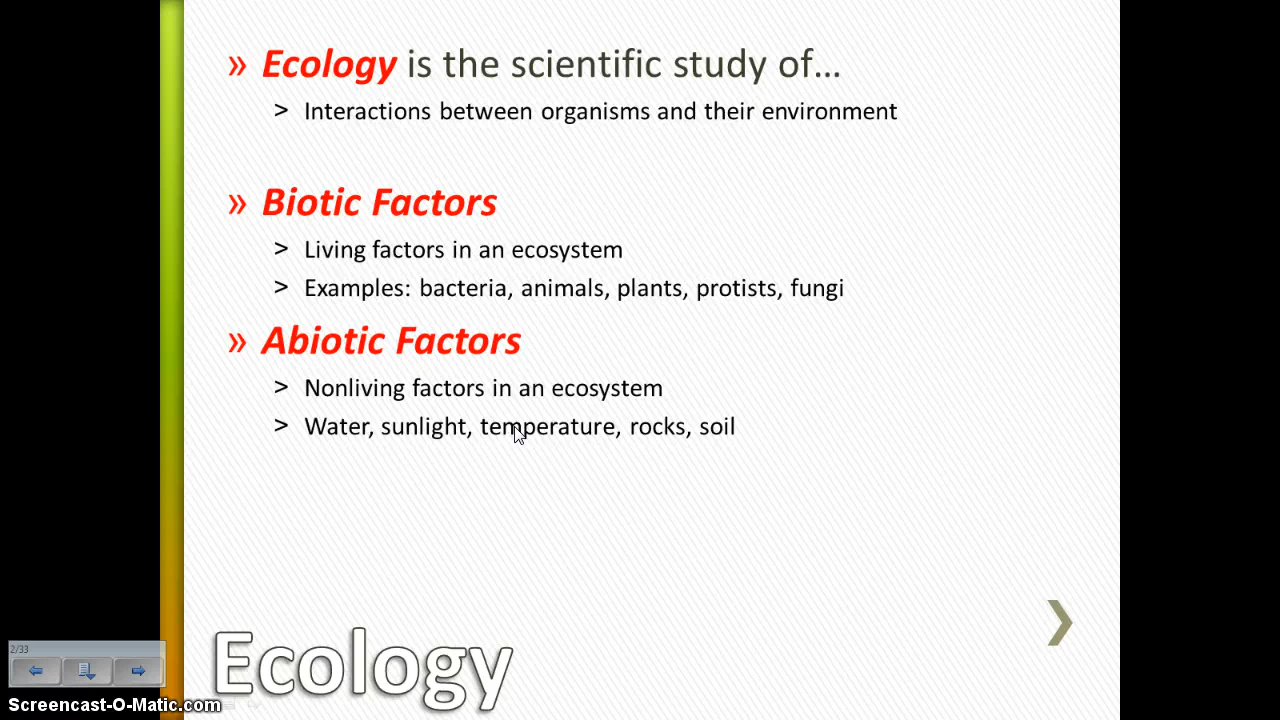 » Ecology is the scientific study of...
> Interactions between organisms and their environment
» Biotic Factors
> Living factors in an ecosystem
> Examples: bacteria, animals, plants, protists, fungi
» Abiotic Factors
> Nonliving factors in an ecosystem
> Water, sunlight, temperature, rocks, soil
2/33
Ecology
Screencast-O-Matic.com